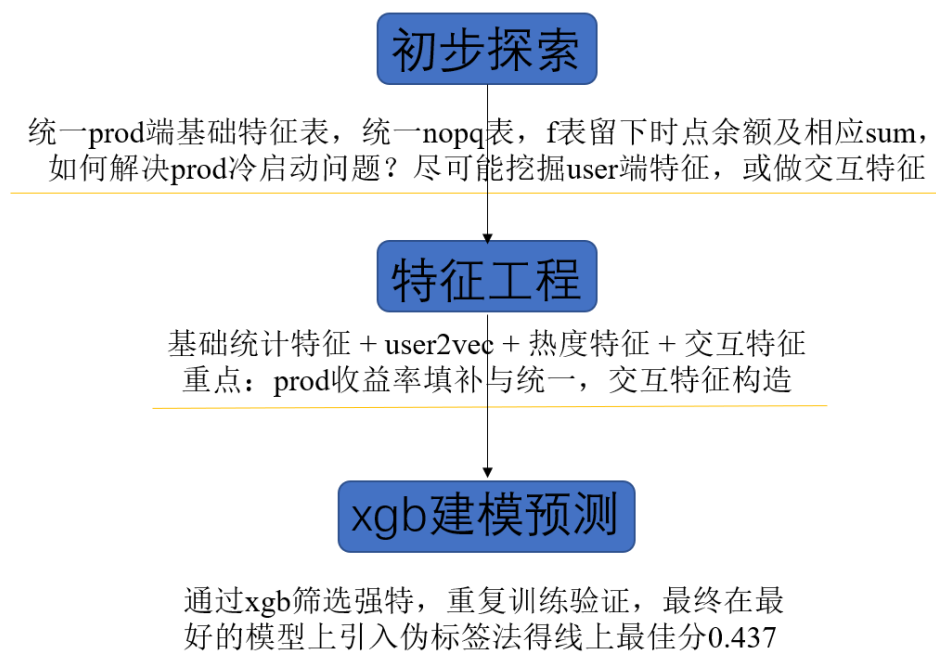 初步探索
统一prod端基础特征表，统一nopq表，f表留下时点余额及相应sum，
如何解决prod冷启动问题？尽可能挖掘user端特征，或做交互特征
特征工程
基础统计特征 + user2vec + 热度特征 + 交互特征
重点：prod收益率填补与统一，交互特征构造
xgb建模预测
通过xgb筛选强特，重复训练验证，最终在最
好的模型上引入伪标签法得线上最佳分0.437